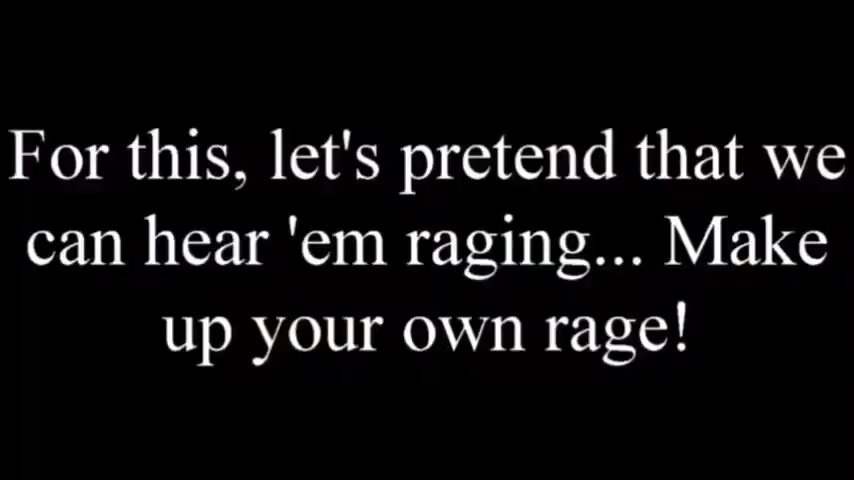 For this, let's pretend that we
can hear 'em raging... Make
up your own rage!